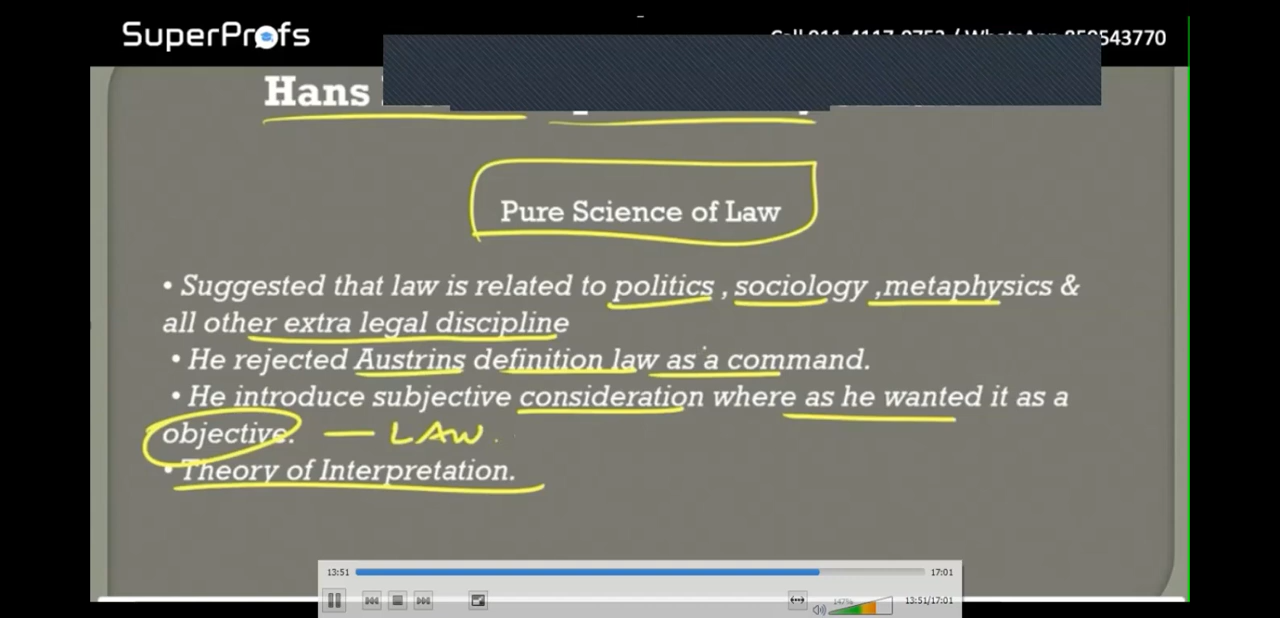 SuperProfs
543770
Hans
Pure Science of Law
• Suggested that law is related to politics , sociology ,metaphysics &
all other extra legal discipline
• He rejected Austrins definition law as a command.
• He introduce subjective consideration where as he wanted it as a
objective. — LAW.
• Theory of Interpretation.
13:51
17:01
147%
13:51/17:01